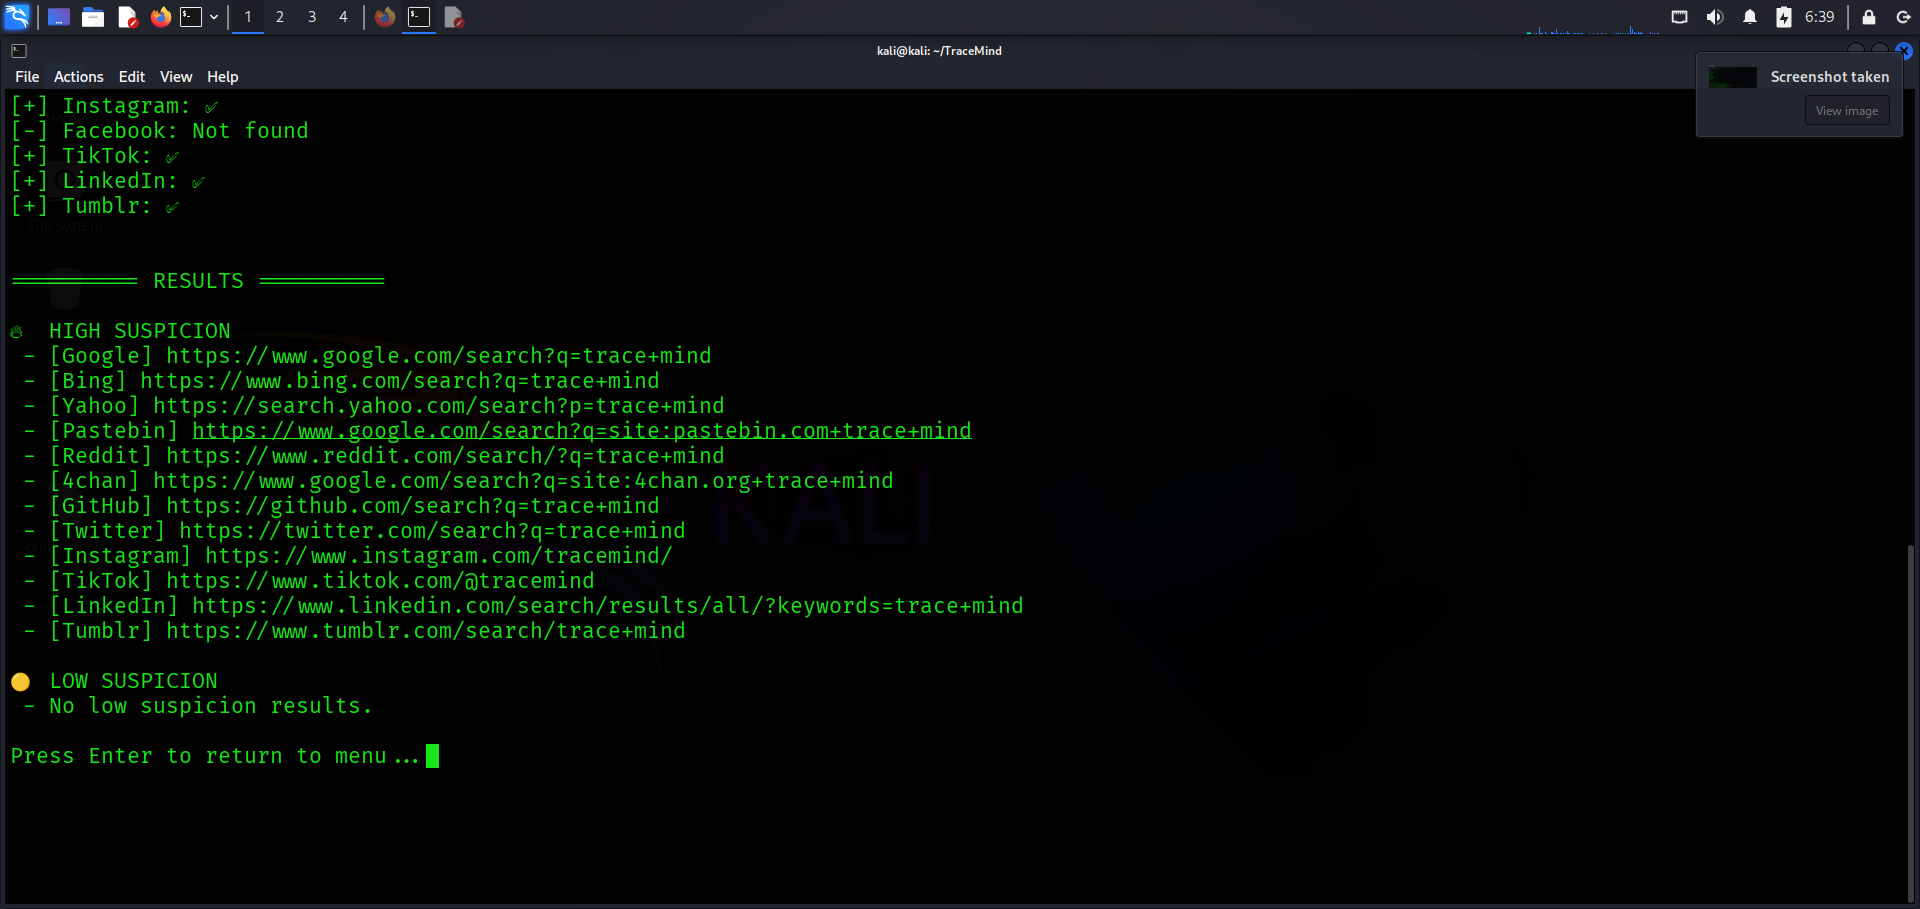 1 2 3 4 6:39
kali@kali: ~/TraceMind
File Actions Edit View Help
Screenshot taken
View image
[+] Instagram: ✓
[-] Facebook: Not found
[+] TikTok: ✓
[+] LinkedIn: ✓
[+] Tumblr: ✓
File System
========== RESULTS ==========
🔥 HIGH SUSPICION
- [Google] https://www.google.com/search?q=trace+mind
- [Bing] https://www.bing.com/search?q=trace+mind
- [Yahoo] https://search.yahoo.com/search?p=trace+mind
- [Pastebin] https://www.google.com/search?q=site:pastebin.com+trace+mind
- [Reddit] https://www.reddit.com/search/?q=trace+mind
- [4chan] https://www.google.com/search?q=site:4chan.org+trace+mind
- [GitHub] https://github.com/search?q=trace+mind
- [Twitter] https://twitter.com/search?q=trace+mind
- [Instagram] https://www.instagram.com/tracemind/
- [TikTok] https://www.tiktok.com/@tracemind
- [LinkedIn] https://www.linkedin.com/search/results/all/?keywords=trace+mind
- [Tumblr] https://www.tumblr.com/search/trace+mind
KALI
🟡 LOW SUSPICION
- No low suspicion results.
Press Enter to return to menu...